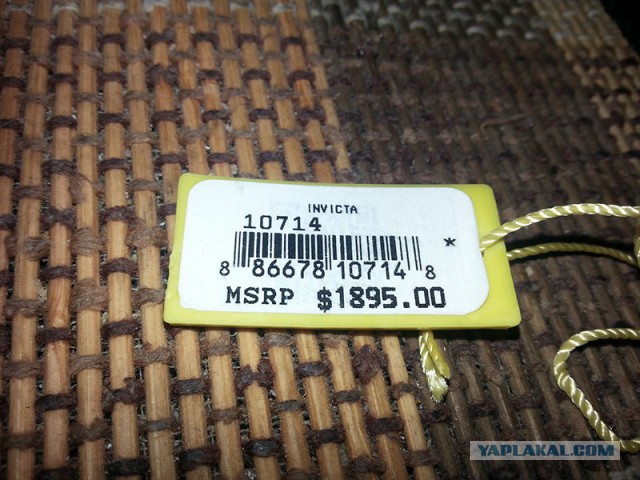 INVICTA
10714
*
8 86678 10714 8
MSRP $1895.00
YAPLAKAL.COM